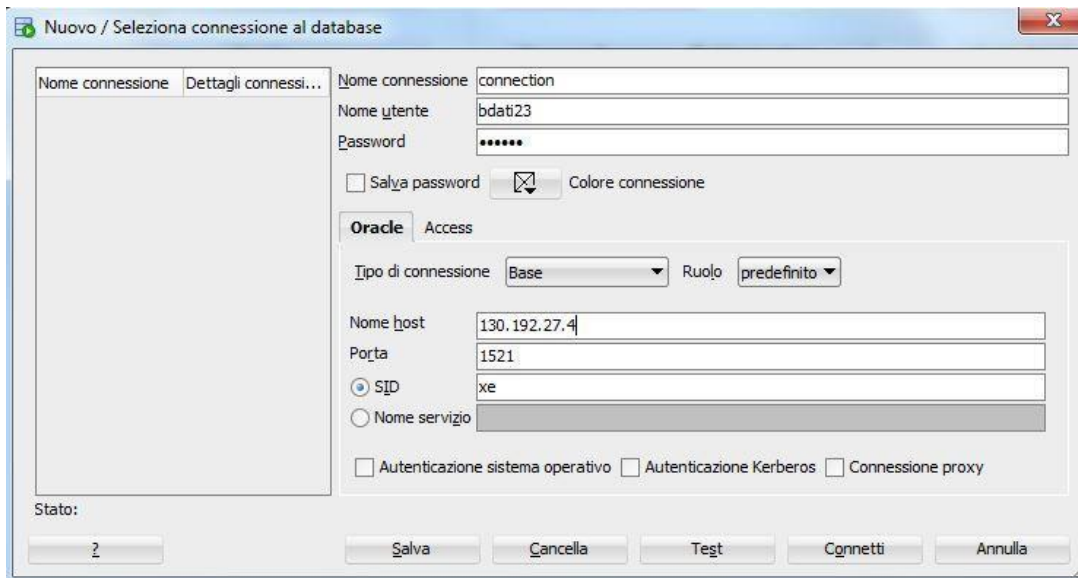 Nuovo / Seleziona connessione al database
Nome connessione Dettagli connessi...
Nome connessione connection
Nome utente bdati23
Password ••••••
Salva password Colore connessione
Oracle Access
Tipo di connessione Base Ruolo predefinito
Nome host 130.192.27.4
Porta 1521
SID xe
Nome servizio
Autenticazione sistema operativo Autenticazione Kerberos Connessione proxy
Stato:
? Salva Cancella Test Connetti Annulla